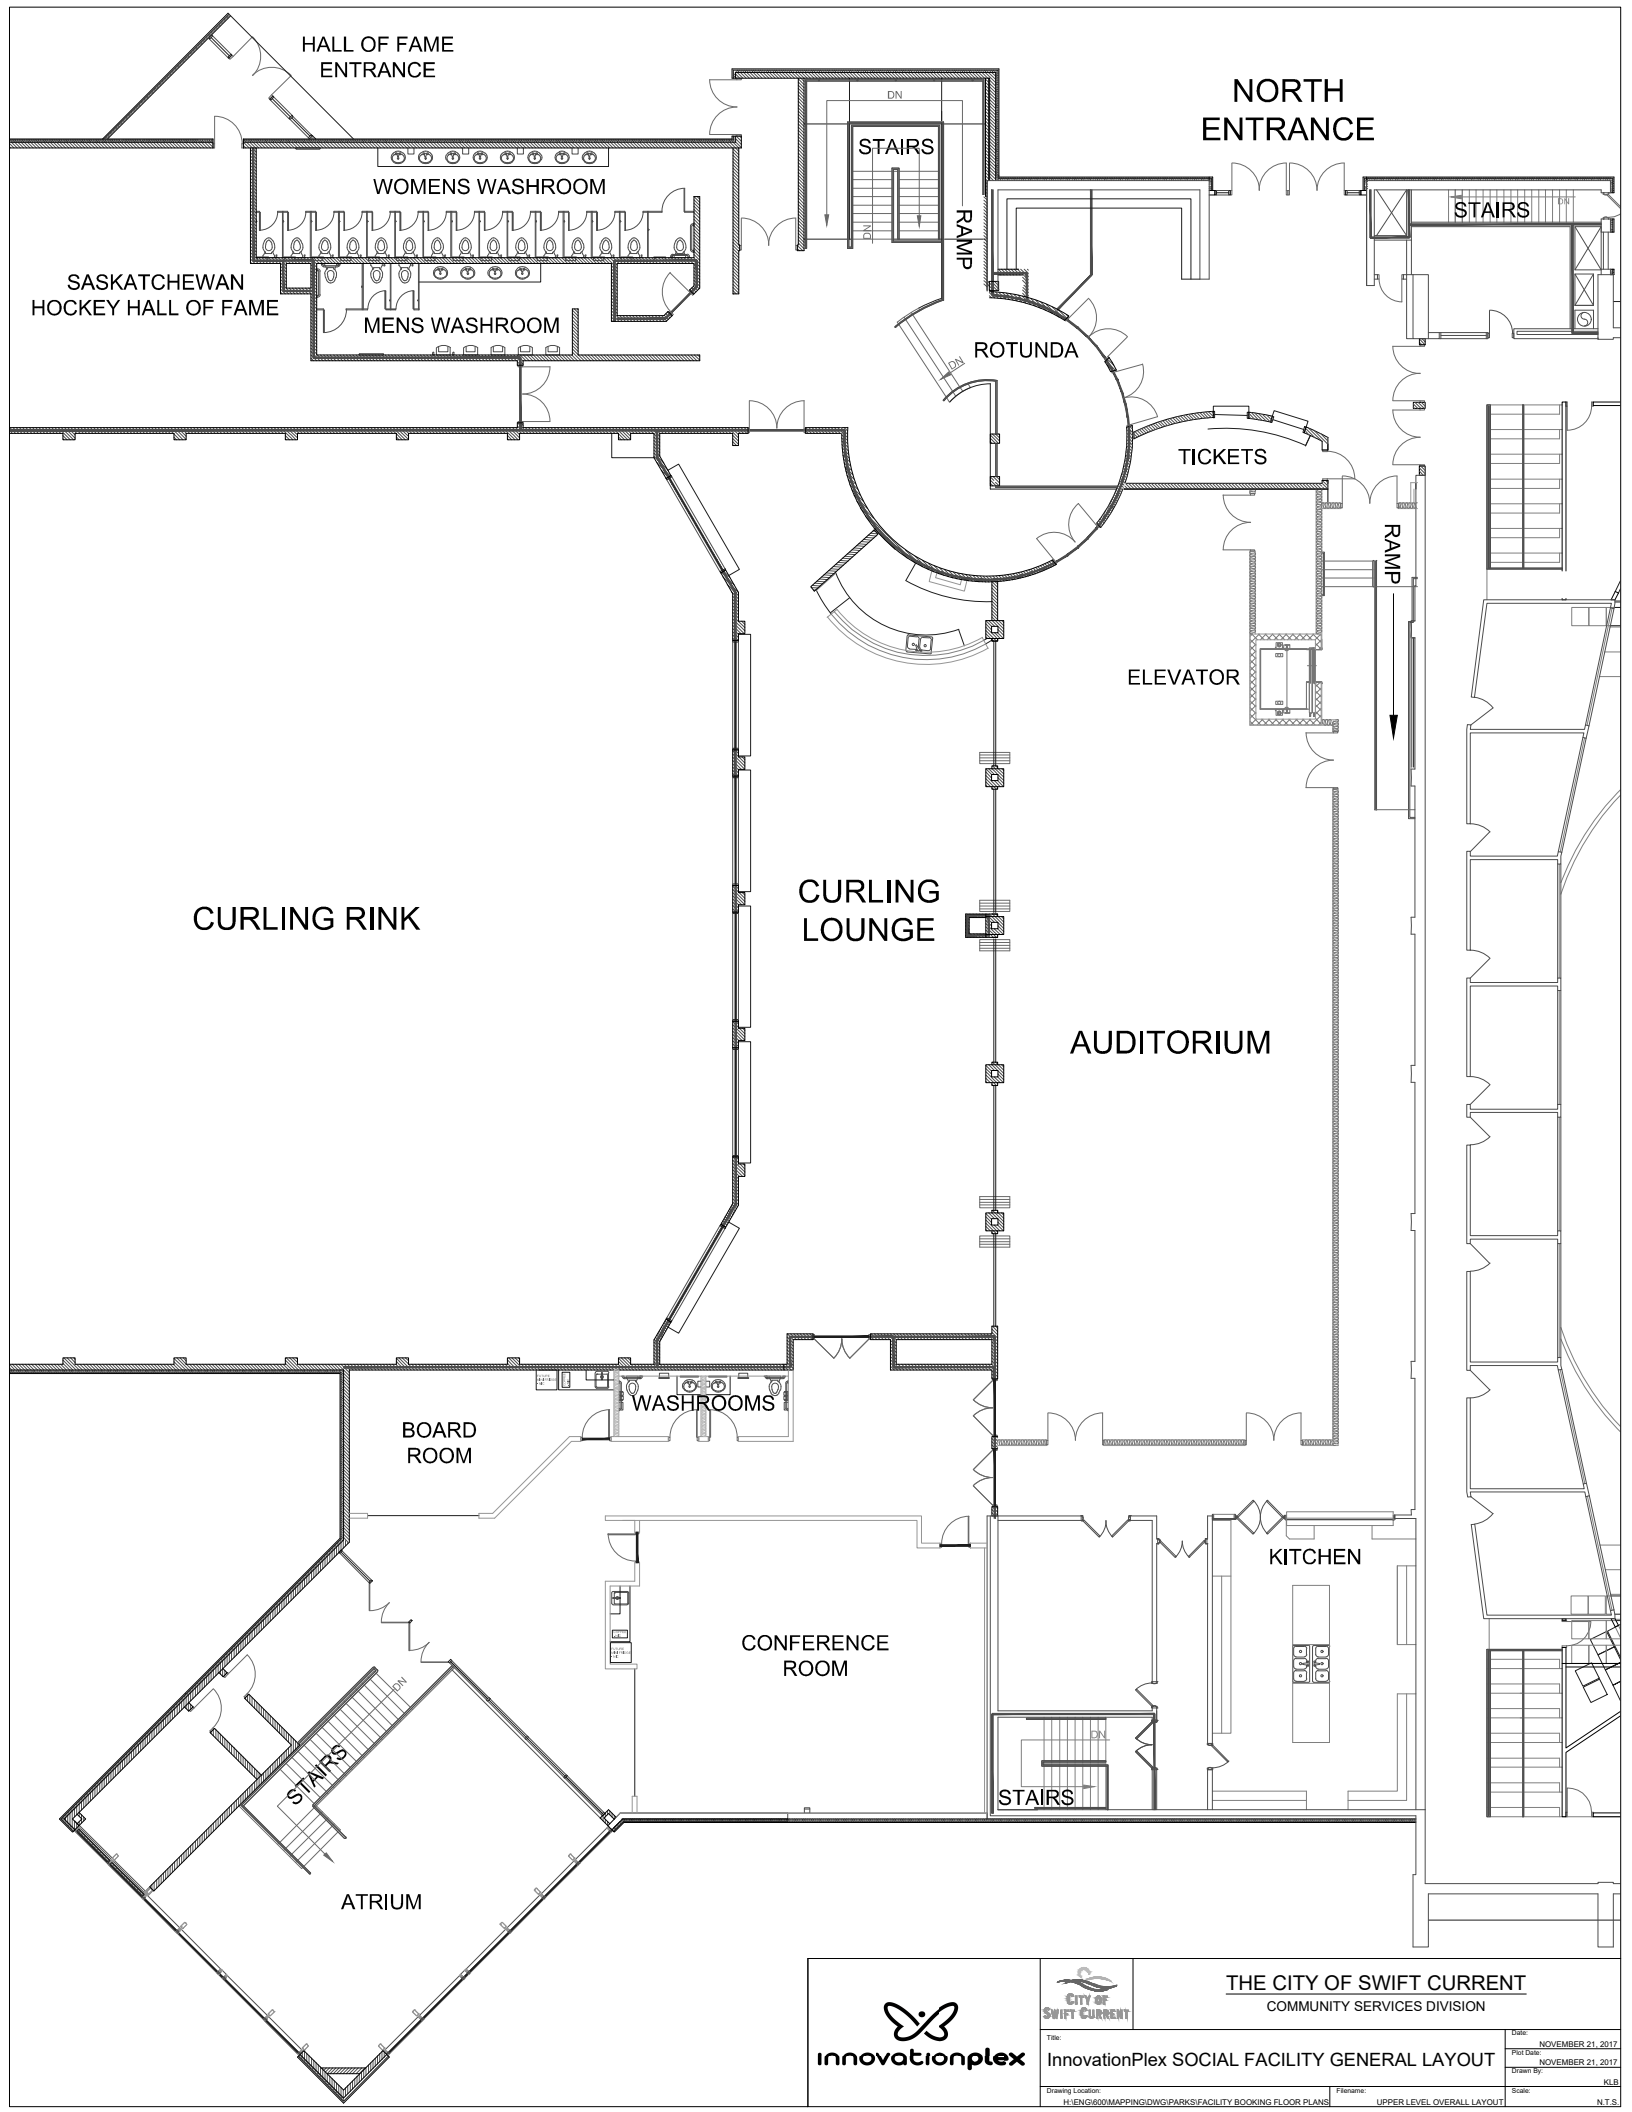 HALL OF FAME
ENTRANCE
NORTH
ENTRANCE
DN
STAIRS
DN
RAMP
STAIRS
DN
WOMENS WASHROOM
SASKATCHEWAN
HOCKEY HALL OF FAME
MENS WASHROOM
ROTUNDA
DN
TICKETS
RAMP
ELEVATOR
CURLING RINK
CURLING
LOUNGE
AUDITORIUM
WASHROOMS
BOARD
ROOM
KITCHEN
CONFERENCE
ROOM
DN
STAIRS
DN
STAIRS
ATRIUM
innovationplex
CITY OF
SWIFT CURRENT
THE CITY OF SWIFT CURRENT
COMMUNITY SERVICES DIVISION
Title:
InnovationPlex SOCIAL FACILITY GENERAL LAYOUT
Date:
NOVEMBER 21, 2017
Plot Date:
NOVEMBER 21, 2017
Drawn By:
KLB
Drawing Location:
H:\ENG\600\MAPPING\DWG\PARKS\FACILITY BOOKING FLOOR PLANS
Filename:
UPPER LEVEL OVERALL LAYOUT
Scale:
N.T.S.